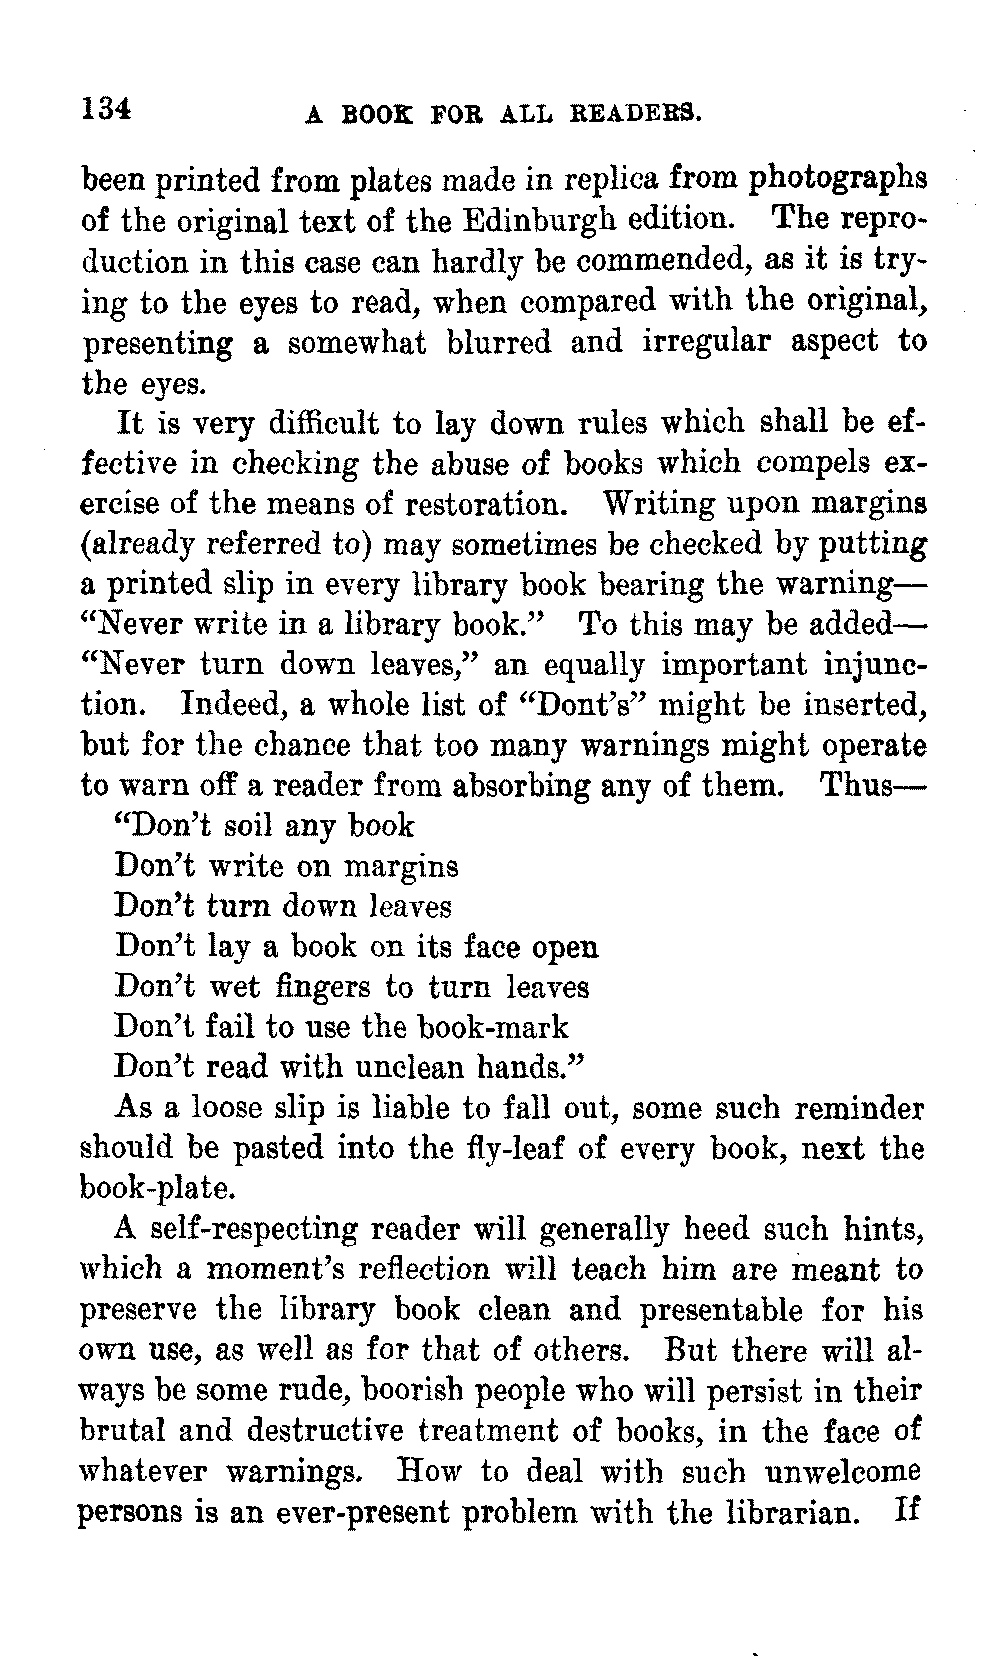 134 A BOOK FOR ALL READERS.
been printed from plates made in replica from photographs
of the original text of the Edinburgh edition. The repro-
duction in this case can hardly be commended, as it is try-
ing to the eyes to read, when compared with the original,
presenting a somewhat blurred and irregular aspect to
the eyes.
It is very difficult to lay down rules which shall be ef-
fective in checking the abuse of books which compels ex-
ercise of the means of restoration. Writing upon margins
(already referred to) may sometimes be checked by putting
a printed slip in every library book bearing the warning—
“Never write in a library book.” To this may be added—
“Never turn down leaves,” an equally important injunc-
tion. Indeed, a whole list of “Dont's” might be inserted,
but for the chance that too many warnings might operate
to warn off a reader from absorbing any of them. Thus—
“Don't soil any book
Don't write on margins
Don't turn down leaves
Don't lay a book on its face open
Don't wet fingers to turn leaves
Don't fail to use the book-mark
Don't read with unclean hands.”
As a loose slip is liable to fall out, some such reminder
should be pasted into the fly-leaf of every book, next the
book-plate.
A self-respecting reader will generally heed such hints,
which a moment's reflection will teach him are meant to
preserve the library book clean and presentable for his
own use, as well as for that of others. But there will al-
ways be some rude, boorish people who will persist in their
brutal and destructive treatment of books, in the face of
whatever warnings. How to deal with such unwelcome
persons is an ever-present problem with the librarian. If